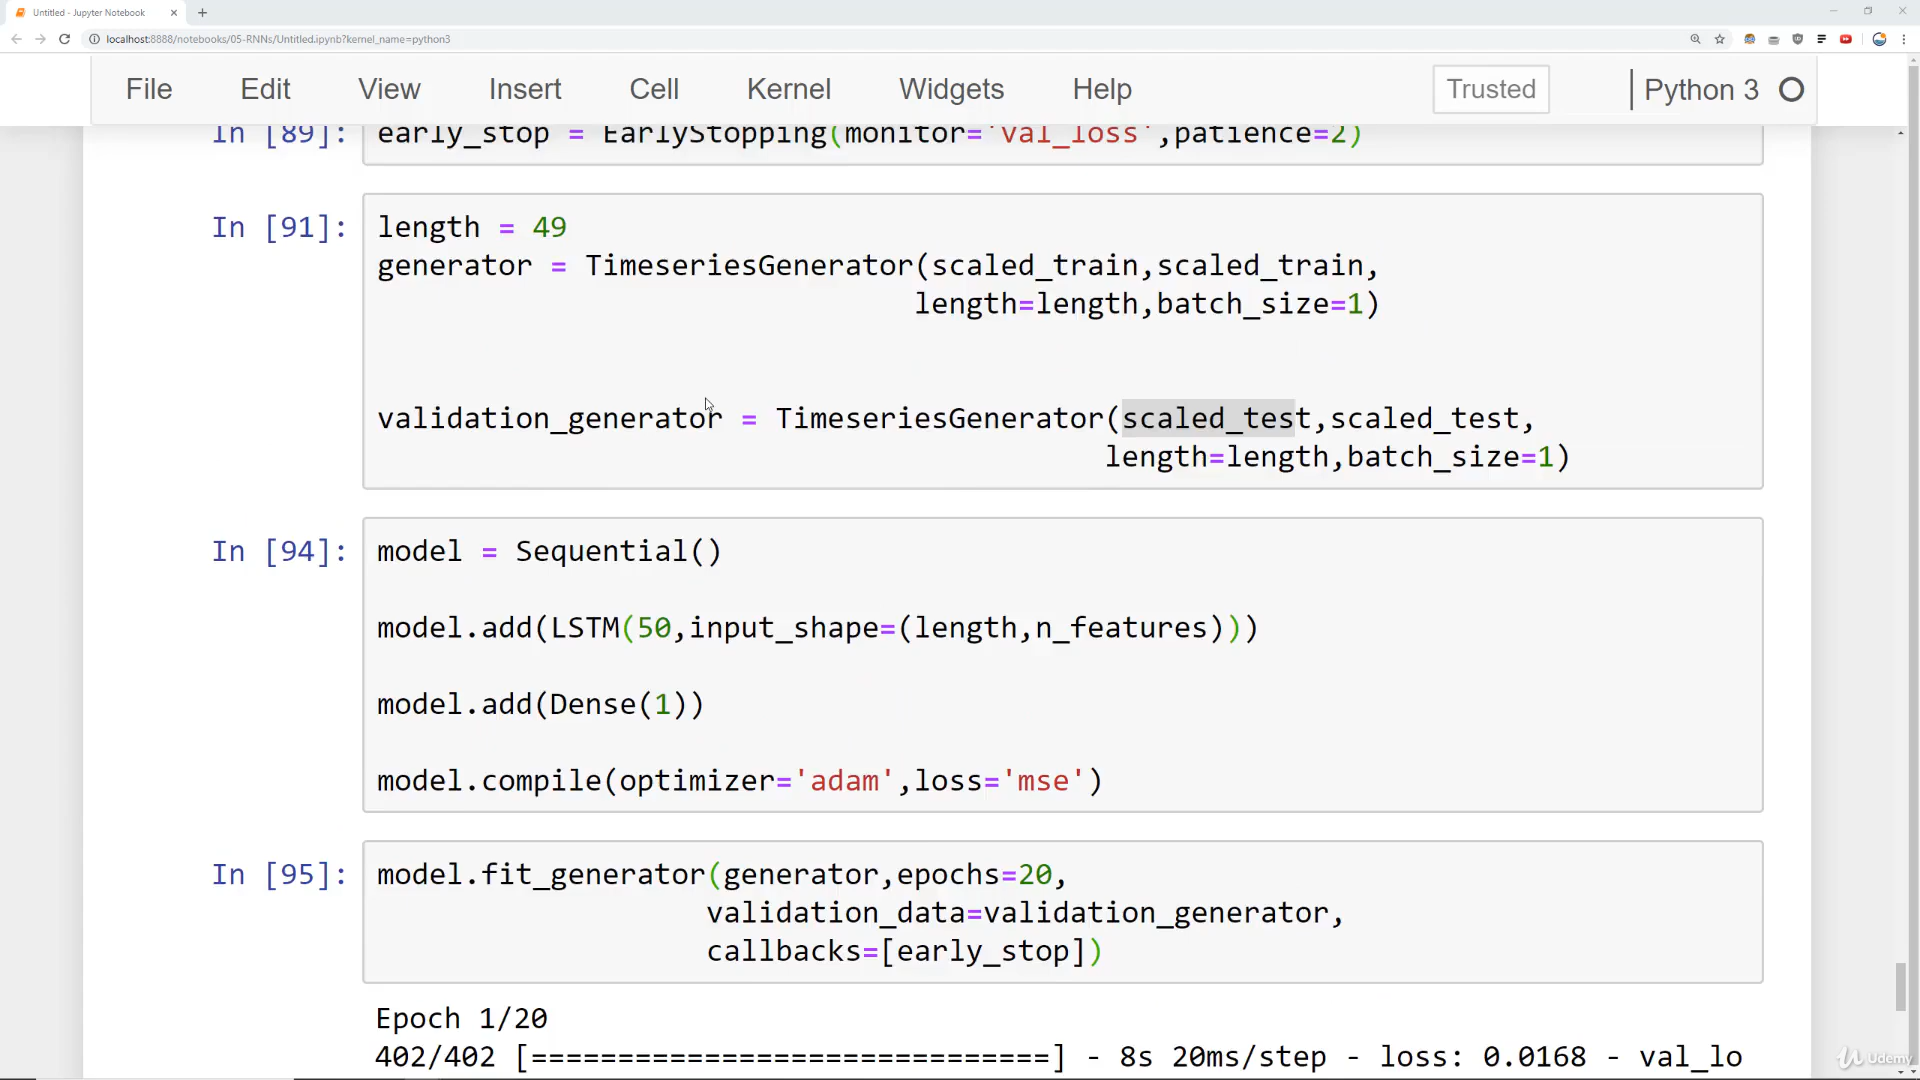 Untitled - Jupyter Notebook
localhost:8888/notebooks/05-RNNs/Untitled.ipynb?kernel_name=python3
File Edit View Insert Cell Kernel Widgets Help Trusted Python 3
In [89]: early_stop = EarlyStopping(monitor='val_loss',patience=2)
In [91]: length = 49
generator = TimeseriesGenerator(scaled_train,scaled_train,
length=length,batch_size=1)
validation_generator = TimeseriesGenerator(scaled_test,scaled_test,
length=length,batch_size=1)
In [94]: model = Sequential()
model.add(LSTM(50,input_shape=(length,n_features)))
model.add(Dense(1))
model.compile(optimizer='adam',loss='mse')
In [95]: model.fit_generator(generator,epochs=20,
validation_data=validation_generator,
callbacks=[early_stop])
Epoch 1/20
402/402 [==============================] - 8s 20ms/step - loss: 0.0168 - val_lo
Udemy